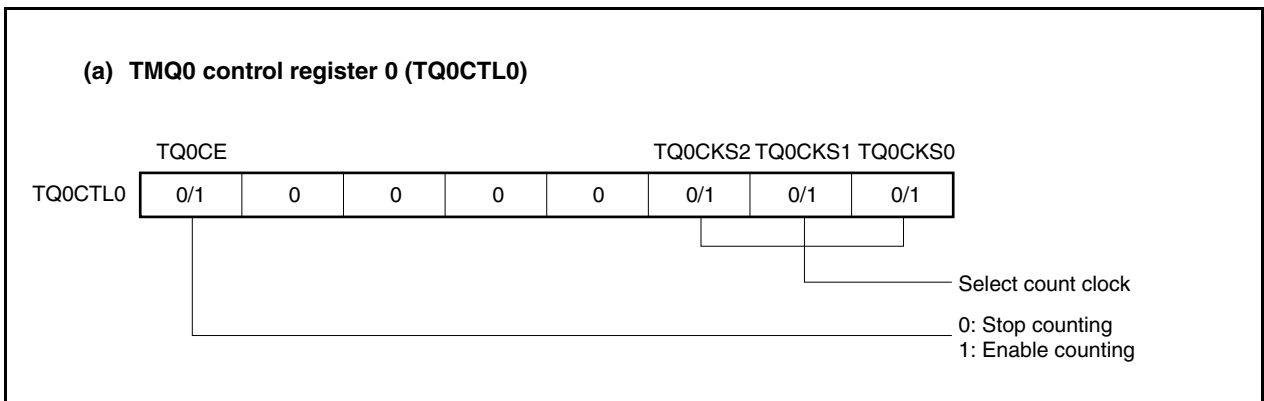 (a) TMQ0 control register 0 (TQ0CTL0)
TQ0CE TQ0CKS2 TQ0CKS1 TQ0CKS0
TQ0CTL0 0/1 0 0 0 0 0/1 0/1 0/1
Select count clock
0: Stop counting
1: Enable counting